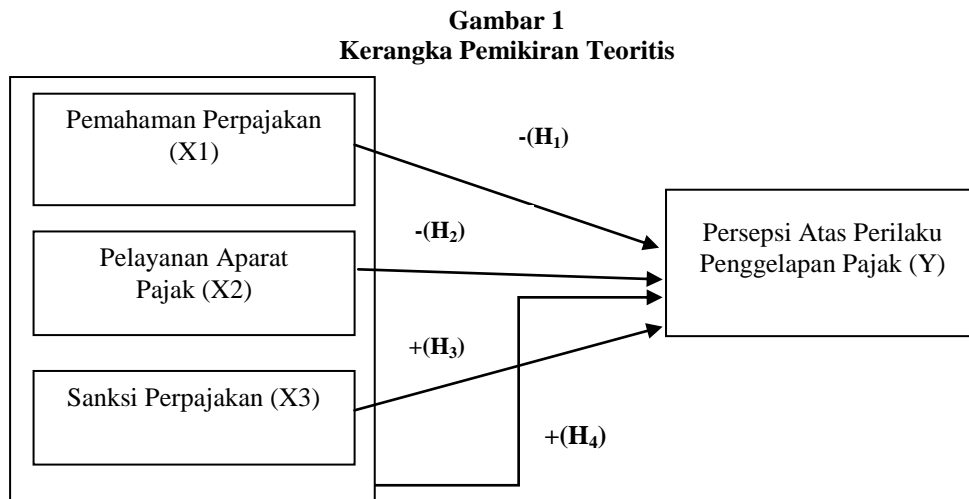 Gambar 1
Kerangka Pemikiran Teoritis
Pemahaman Perpajakan
(X1)
-(H₁)
Pelayanan Aparat
Pajak (X2)
-(H₂)
Persepsi Atas Perilaku
Penggelapan Pajak (Y)
+(H₃)
Sanksi Perpajakan (X3)
+(H₄)